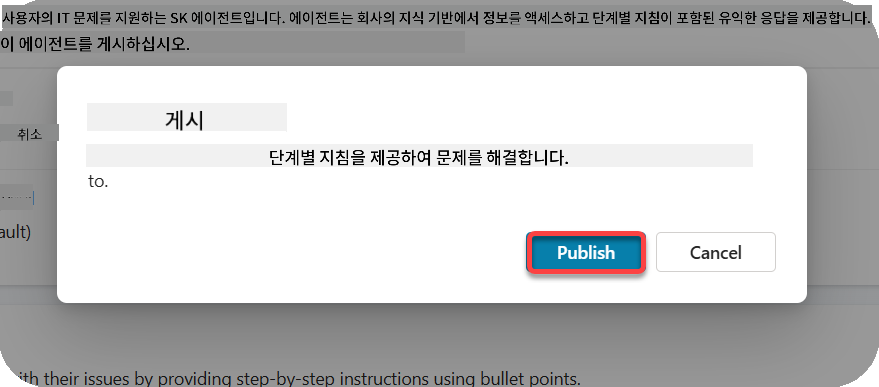 사용자의 IT 문제를 지원하는 SK 에이전트입니다. 에이전트는 회사의 지식 기반에서 정보를 액세스하고 단계별 지침이 포함된 유익한 응답을 제공합니다.
이 에이전트를 게시하십시오.
게시
취소
단계별 지침을 제공하여 문제를 해결합니다.
to.
ault)
Publish
Cancel
with their issues by providing step-by-step instructions using bullet points.